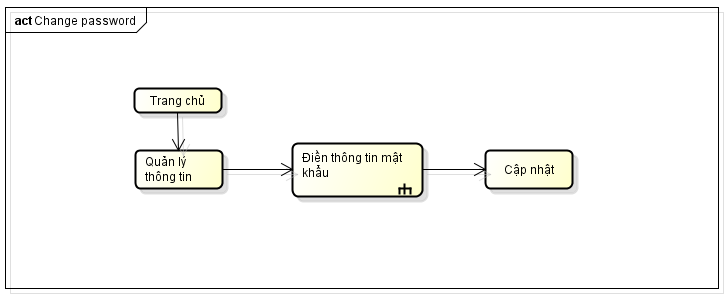 act Change password
Trang chủ
Quản lý
thông tin
Điền thông tin mật
khẩu
Cập nhật